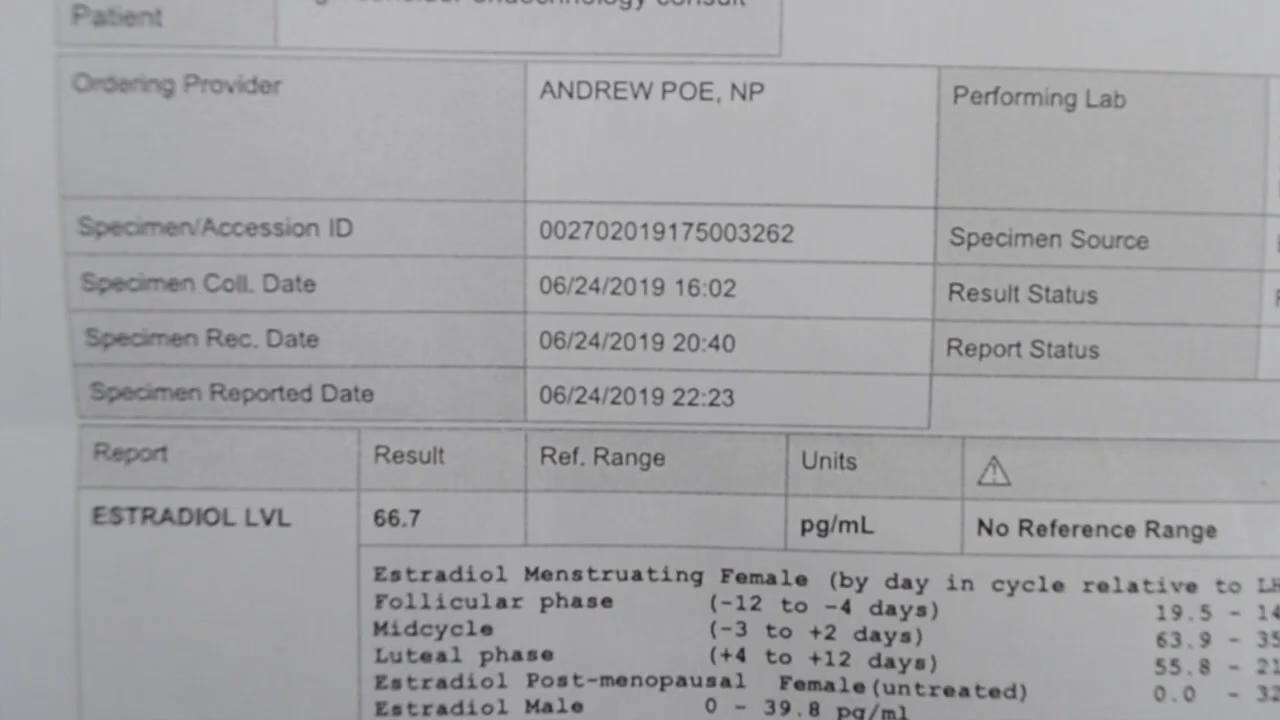 Patient endocrinology consult
Ordering Provider ANDREW POE, NP Performing Lab
Specimen/Accession ID 002702019175003262 Specimen Source
Specimen Coll. Date 06/24/2019 16:02 Result Status
Specimen Rec. Date 06/24/2019 20:40 Report Status
Specimen Reported Date 06/24/2019 22:23
Report Result Ref. Range Units
ESTRADIOL LVL 66.7 pg/mL No Reference Range
Estradiol Menstruating Female (by day in cycle relative to
Follicular phase (-12 to -4 days) 19.5 -
Midcycle (-3 to +2 days) 63.9 -
Luteal phase (+4 to +12 days) 55.8 -
Estradiol Post-menopausal Female(untreated) 0.0 -
Estradiol Male 0 - 39.8 pg/ml